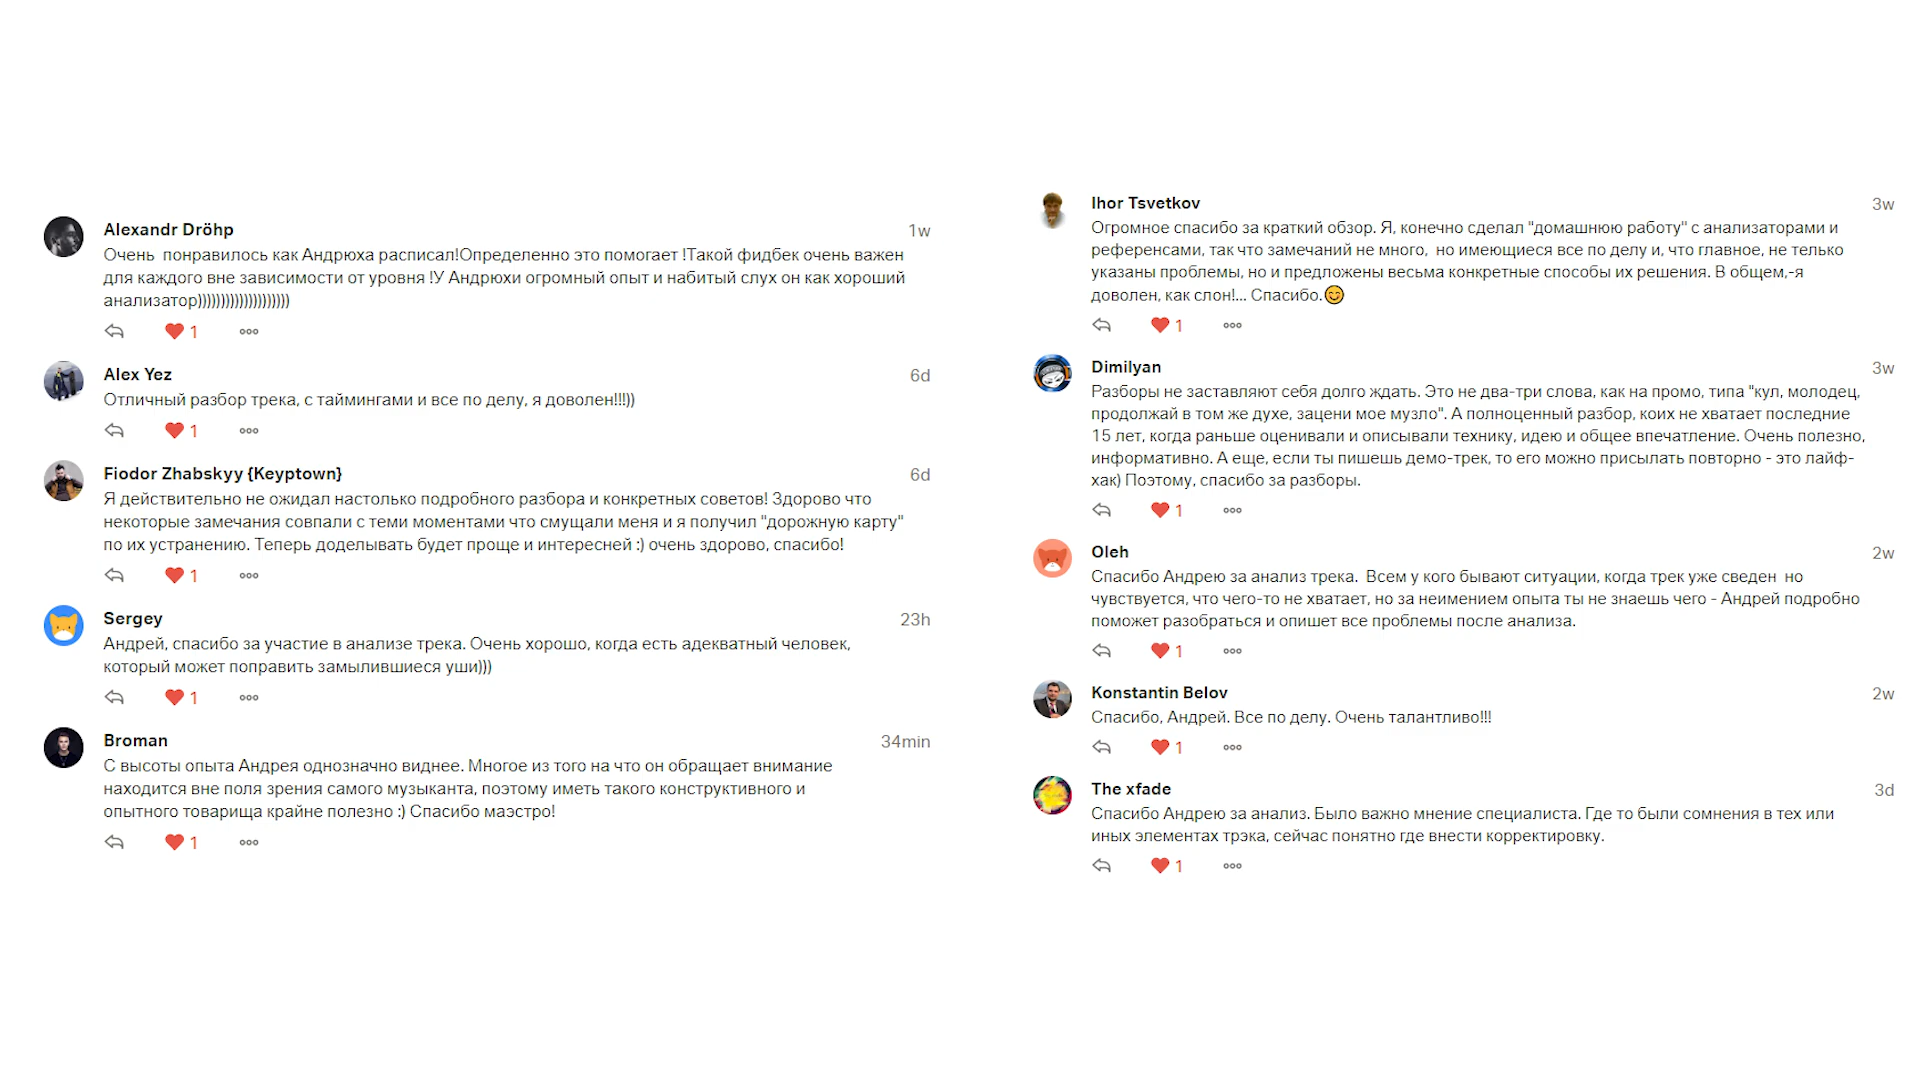 Alexandr Dröhp
1w
Очень  понравилось как Андрюха расписал!Определенно это помогает !Такой фидбек очень важен
для каждого вне зависимости от уровня !У Андрюхи огромный опыт и набитый слух он как хороший
анализатор))))))))))))))))))))
1
Alex Yez
6d
Отличный разбор трека, с таймингами и все по делу, я доволен!!!))
1
Fiodor Zhabskyy {Keyptown}
6d
Я действительно не ожидал настолько подробного разбора и конкретных советов! Здорово что
некоторые замечания совпали с теми моментами что смущали меня и я получил "дорожную карту"
по их устранению. Теперь доделывать будет проще и интересней :) очень здорово, спасибо!
1
Sergey
23h
Андрей, спасибо за участие в анализе трека. Очень хорошо, когда есть адекватный человек,
который может поправить замылившиеся уши)))
1
Broman
34min
С высоты опыта Андрея однозначно виднее. Многое из того на что он обращает внимание
находится вне поля зрения самого музыканта, поэтому иметь такого конструктивного и
опытного товарища крайне полезно :) Спасибо маэстро!
1
Ihor Tsvetkov
3w
Огромное спасибо за краткий обзор. Я, конечно сделал "домашнюю работу" с анализаторами и
референсами, так что замечаний не много,  но имеющиеся все по делу и, что главное, не только
указаны проблемы, но и предложены весьма конкретные способы их решения. В общем,-я
доволен, как слон!... Спасибо.😊
1
Dimilyan
3w
Разборы не заставляют себя долго ждать. Это не два-три слова, как на промо, типа "кул, молодец,
продолжай в том же духе, зацени мое музло". А полноценный разбор, коих не хватает последние
15 лет, когда раньше оценивали и описывали технику, идею и общее впечатление. Очень полезно,
информативно. А еще, если ты пишешь демо-трек, то его можно присылать повторно - это лайф-
хак) Поэтому, спасибо за разборы.
1
Oleh
2w
Спасибо Андрею за анализ трека.  Всем у кого бывают ситуации, когда трек уже сведен  но
чувствуется, что чего-то не хватает, но за неимением опыта ты не знаешь чего - Андрей подробно
поможет разобраться и опишет все проблемы после анализа.
1
Konstantin Belov
2w
Спасибо, Андрей. Все по делу. Очень талантливо!!!
1
The xfade
3d
Спасибо Андрею за анализ. Было важно мнение специалиста. Где то были сомнения в тех или
иных элементах трэка, сейчас понятно где внести корректировку.
1